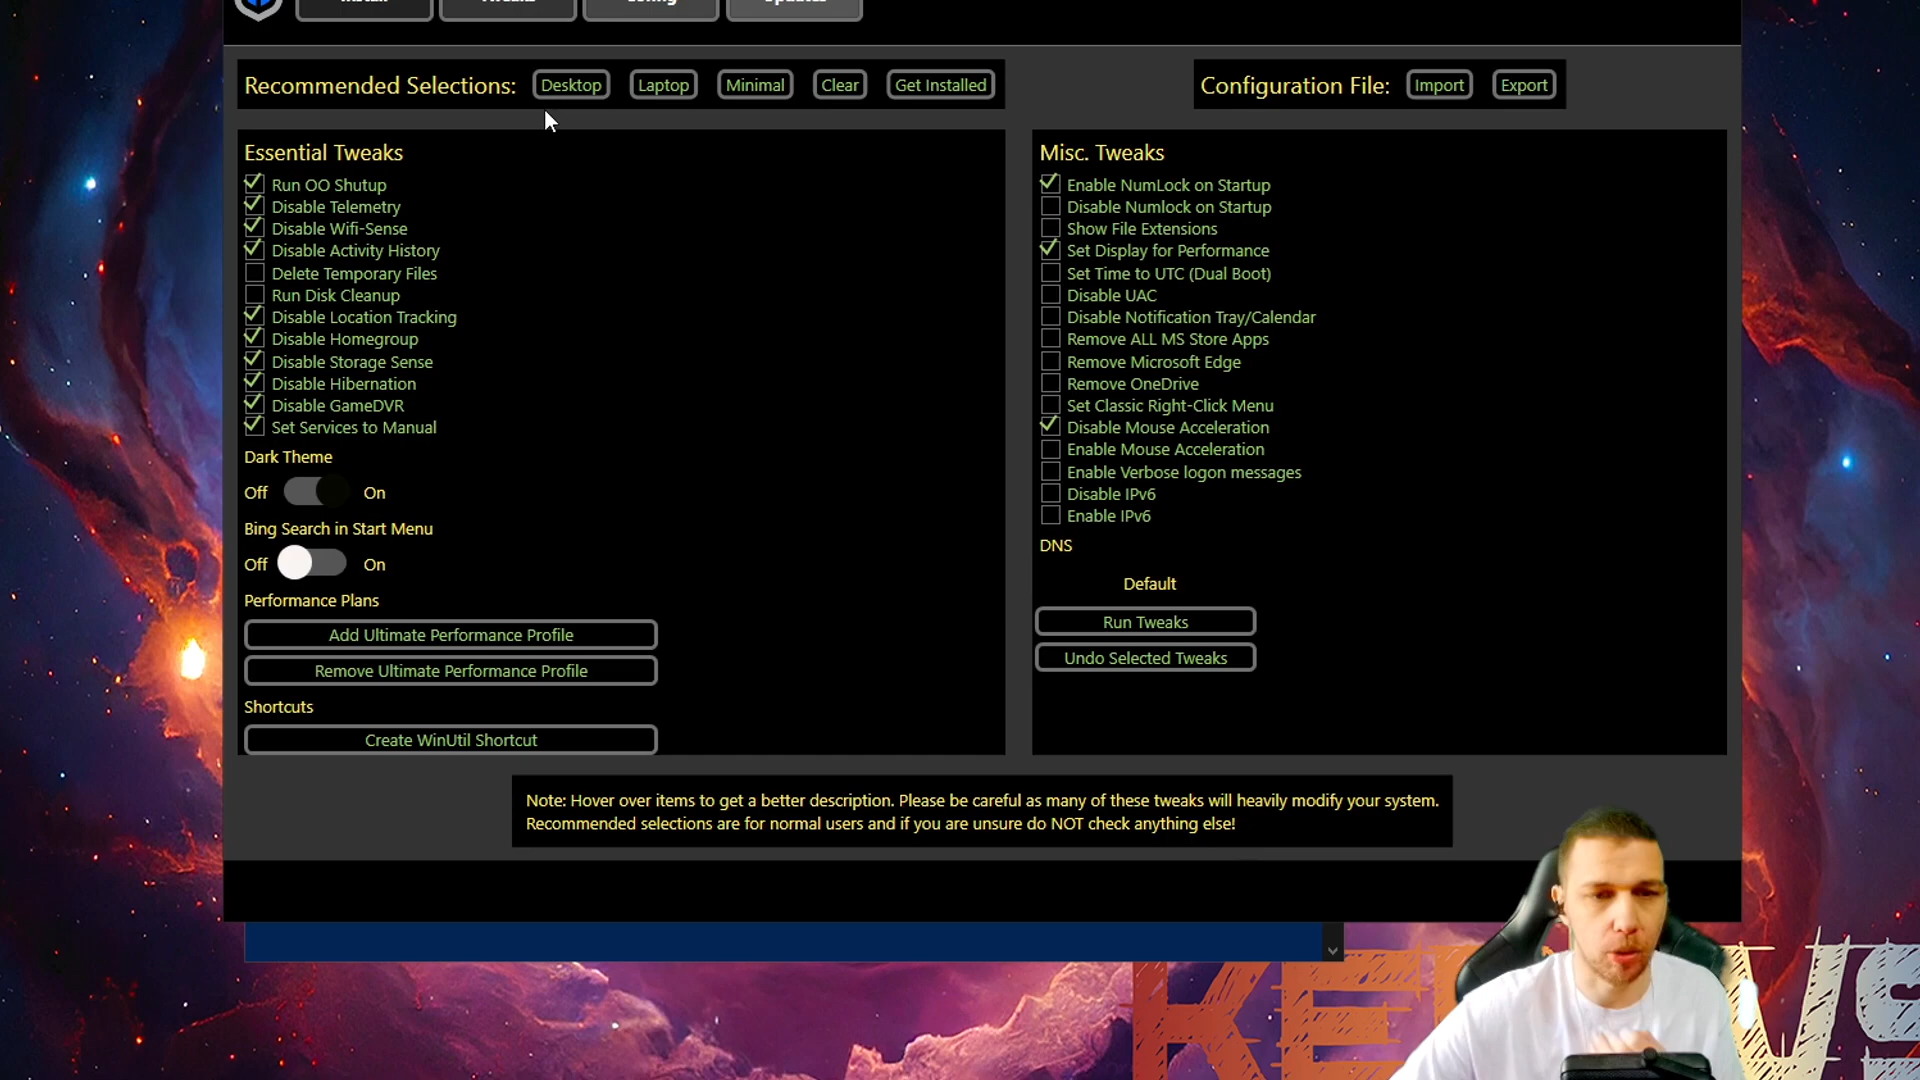 Recommended Selections: Desktop Laptop Minimal Clear Get Installed
Configuration File: Import Export
Essential Tweaks
Run OO Shutup
Disable Telemetry
Disable Wifi-Sense
Disable Activity History
Delete Temporary Files
Run Disk Cleanup
Disable Location Tracking
Disable Homegroup
Disable Storage Sense
Disable Hibernation
Disable GameDVR
Set Services to Manual
Dark Theme
Off On
Bing Search in Start Menu
Off On
Performance Plans
Add Ultimate Performance Profile
Remove Ultimate Performance Profile
Shortcuts
Create WinUtil Shortcut
Misc. Tweaks
Enable NumLock on Startup
Disable Numlock on Startup
Show File Extensions
Set Display for Performance
Set Time to UTC (Dual Boot)
Disable UAC
Disable Notification Tray/Calendar
Remove ALL MS Store Apps
Remove Microsoft Edge
Remove OneDrive
Set Classic Right-Click Menu
Disable Mouse Acceleration
Enable Mouse Acceleration
Enable Verbose logon messages
Disable IPv6
Enable IPv6
DNS
Default
Run Tweaks
Undo Selected Tweaks
Note: Hover over items to get a better description. Please be careful as many of these tweaks will heavily modify your system.
Recommended selections are for normal users and if you are unsure do NOT check anything else!